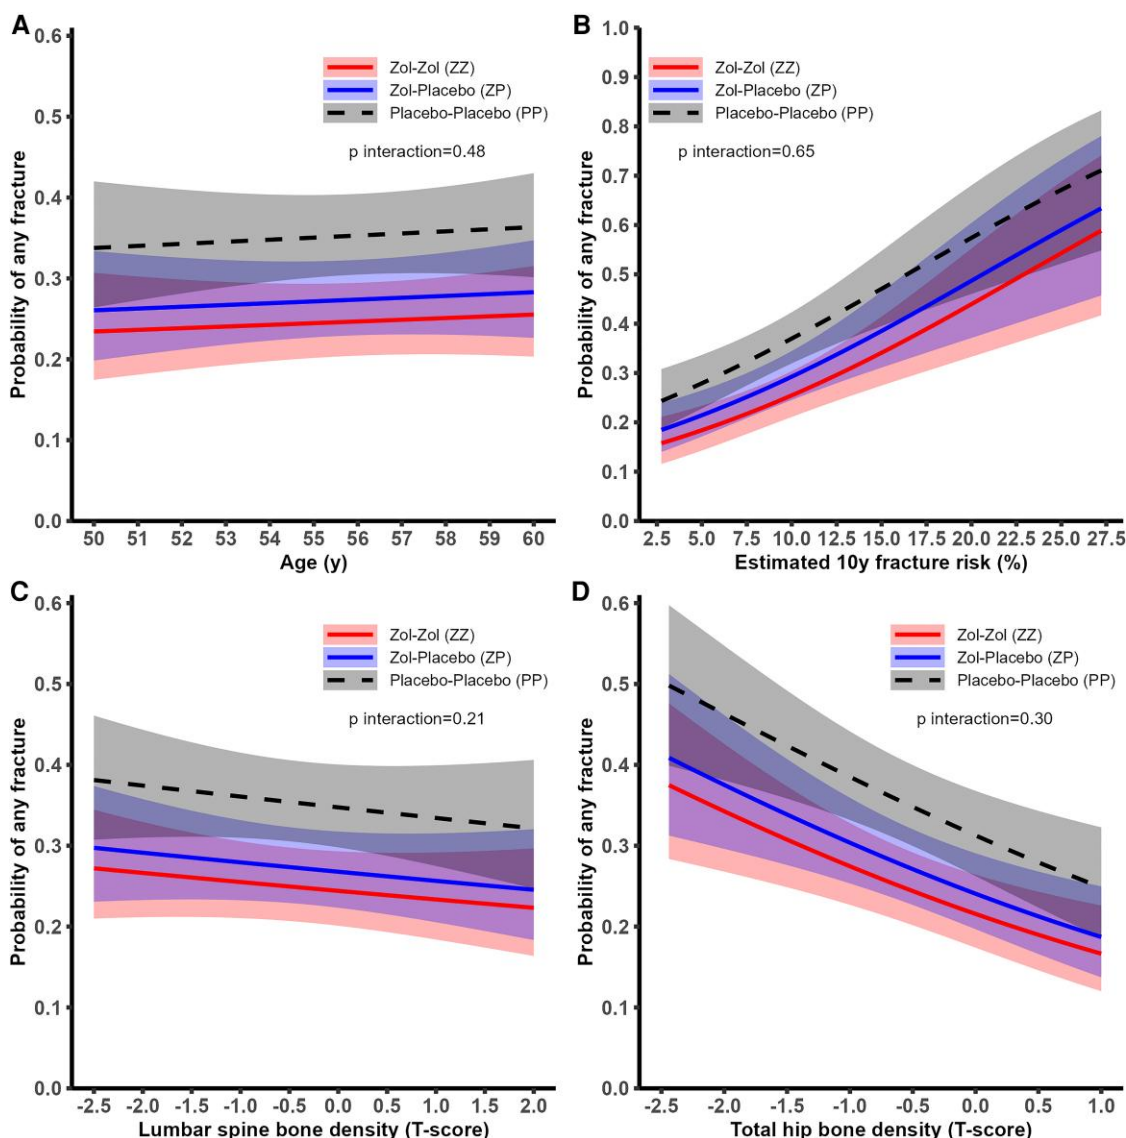 A
Probability of any fracture
0.6
0.5
0.4
0.3
0.2
0.1
0.0
Zol-Zol (ZZ)
Zol-Placebo (ZP)
Placebo-Placebo (PP)
p interaction=0.48
50 51 52 53 54 55 56 57 58 59 60
Age (y)
B
Probability of any fracture
1.0
0.9
0.8
0.7
0.6
0.5
0.4
0.3
0.2
0.1
0.0
Zol-Zol (ZZ)
Zol-Placebo (ZP)
Placebo-Placebo (PP)
p interaction=0.65
2.5 5.0 7.5 10.0 12.5 15.0 17.5 20.0 22.5 25.0 27.5
Estimated 10y fracture risk (%)
C
Probability of any fracture
0.6
0.5
0.4
0.3
0.2
0.1
0.0
Zol-Zol (ZZ)
Zol-Placebo (ZP)
Placebo-Placebo (PP)
p interaction=0.21
-2.5 -2.0 -1.5 -1.0 -0.5 0.0 0.5 1.0 1.5 2.0
Lumbar spine bone density (T-score)
D
Probability of any fracture
0.6
0.5
0.4
0.3
0.2
0.1
0.0
Zol-Zol (ZZ)
Zol-Placebo (ZP)
Placebo-Placebo (PP)
p interaction=0.30
-2.5 -2.0 -1.5 -1.0 -0.5 0.0 0.5 1.0
Total hip bone density (T-score)